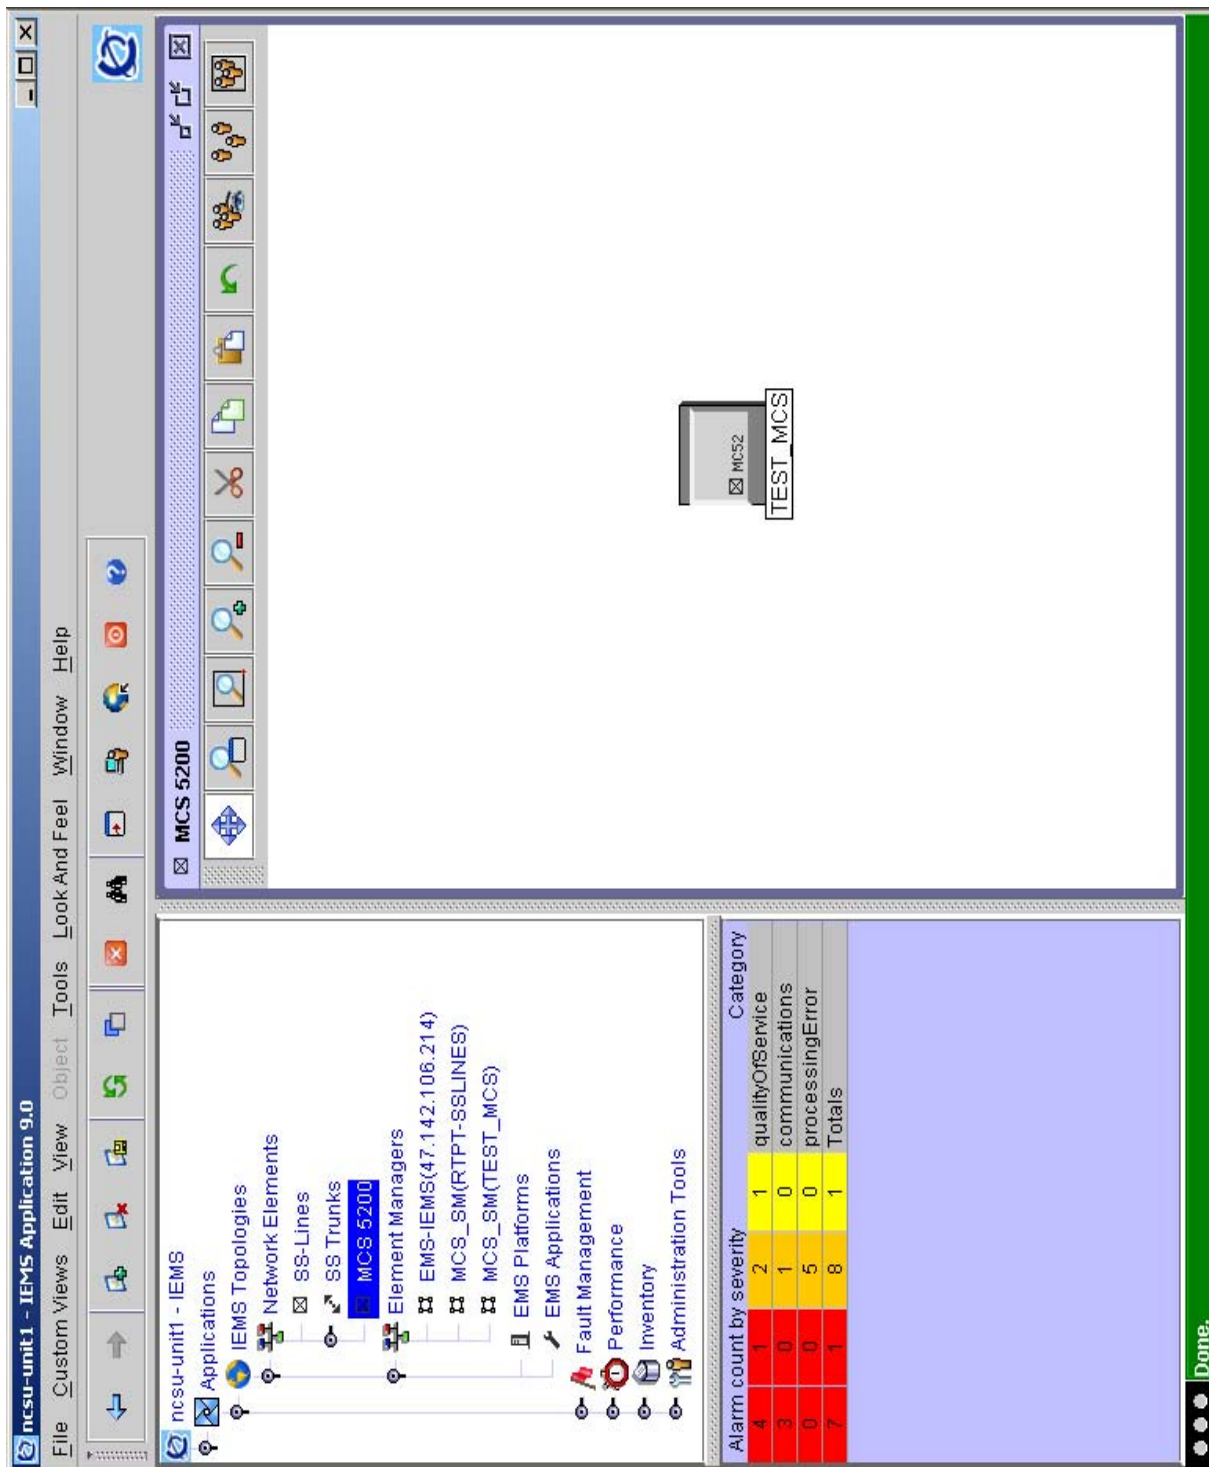 ncsu-unit1 - IEMS Application 9.0
File Custom Views Edit View Object Tools Look And Feel Window Help
ncsu-unit1 - IEMS
Applications
IEMS Topologies
Network Elements
SS-Lines
SS Trunks
MCS 5200
Element Managers
EMS-IEMS(47.142.106.214)
MCS_SM(RTPT-SSLINES)
MCS_SM(TEST_MCS)
EMS Platforms
EMS Applications
Fault Management
Performance
Inventory
Administration Tools
Alarm count by severity Category
4 1 2 1 qualityOfService
3 0 1 0 communications
0 0 5 0 processingError
7 1 8 1 Totals
MCS 5200
MC52
TEST_MCS
Done.